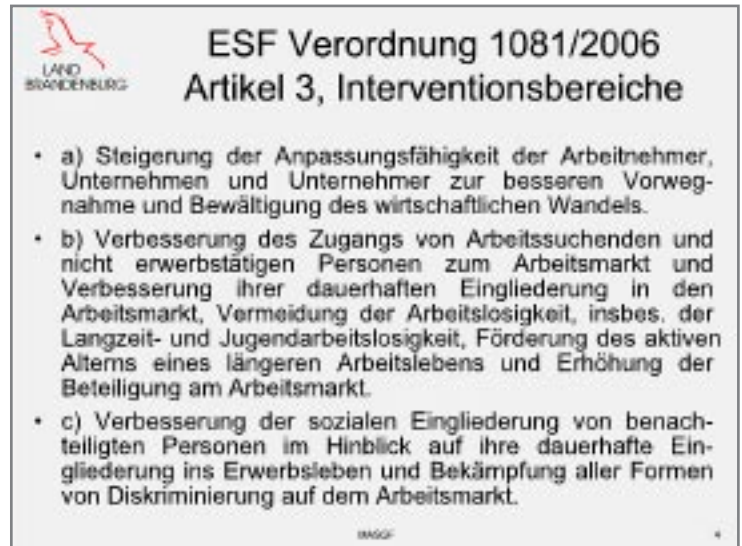 LAND
BRANDENBURG
ESF Verordnung 1081/2006
Artikel 3, Interventionsbereiche
• a) Steigerung der Anpassungsfähigkeit der Arbeitnehmer,
Unternehmen und Unternehmer zur besseren Vorweg-
nahme und Bewältigung des wirtschaftlichen Wandels.
• b) Verbesserung des Zugangs von Arbeitssuchenden und
nicht erwerbstätigen Personen zum Arbeitsmarkt und
Verbesserung ihrer dauerhaften Eingliederung in den
Arbeitsmarkt, Vermeidung der Arbeitslosigkeit, insbes. der
Langzeit- und Jugendarbeitslosigkeit, Förderung des aktiven
Alterns eines längeren Arbeitslebens und Erhöhung der
Beteiligung am Arbeitsmarkt.
• c) Verbesserung der sozialen Eingliederung von benach-
teiligten Personen im Hinblick auf ihre dauerhafte Ein-
gliederung ins Erwerbsleben und Bekämpfung aller Formen
von Diskriminierung auf dem Arbeitsmarkt.
MASGF
4